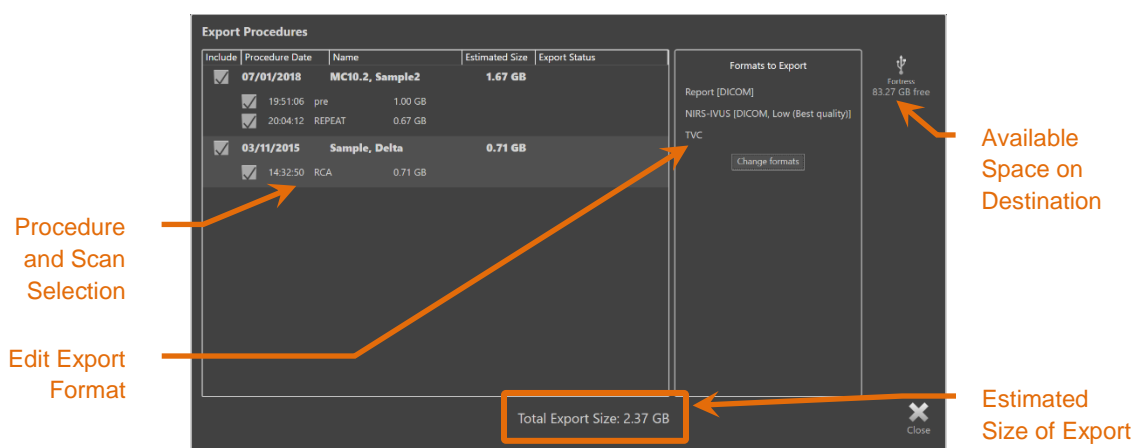 Export Procedures
Include Procedure Date Name Estimated Size Export Status
07/01/2018 MC10.2, Sample2 1.67 GB
19:51:06 pre 1.00 GB
20:04:12 REPEAT 0.67 GB
03/11/2015 Sample, Delta 0.71 GB
14:32:50 RCA 0.71 GB
Formats to Export
Report [DICOM]
NIRS-IVUS [DICOM, Low (Best quality)]
TVC
Change formats
Fortress
83.27 GB free
Available
Space on
Destination
Procedure
and Scan
Selection
Edit Export
Format
Total Export Size: 2.37 GB
Close
Estimated
Size of Export